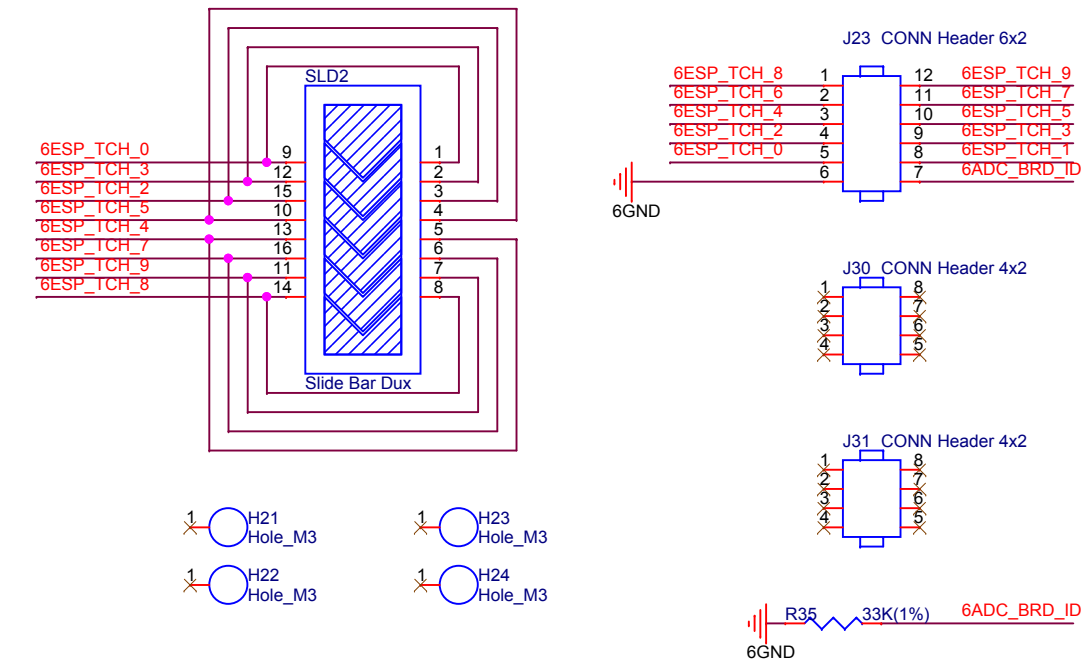 SLD2
6ESP_TCH_0 9 1
6ESP_TCH_3 12 2
6ESP_TCH_2 15 3
6ESP_TCH_5 10 4
6ESP_TCH_4 13 5
6ESP_TCH_7 16 6
6ESP_TCH_9 11 7
6ESP_TCH_8 14 8
Slide Bar Dux
J23 CONN Header 6x2
6ESP_TCH_8 1 12 6ESP_TCH_9
6ESP_TCH_6 2 11 6ESP_TCH_7
6ESP_TCH_4 3 10 6ESP_TCH_5
6ESP_TCH_2 4 9 6ESP_TCH_3
6ESP_TCH_0 5 8 6ESP_TCH_1
6 7 6ADC_BRD_ID
6GND
J30 CONN Header 4x2
1 8
2 7
3 6
4 5
J31 CONN Header 4x2
1 8
2 7
3 6
4 5
1 H21
Hole_M3
1 H23
Hole_M3
1 H22
Hole_M3
1 H24
Hole_M3
R35 33K(1%) 6ADC_BRD_ID
6GND